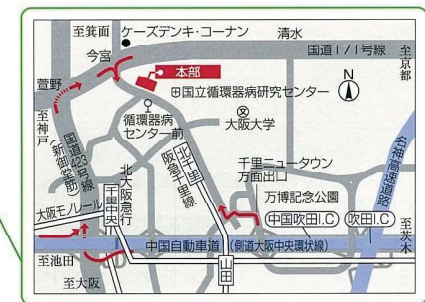 至箕面
ケーズデンキ・コーナン
清水
今宮
国道171号線
至京都
本部
N
萱野
国立循環器病研究センター
文
大阪大学
循環器病
センター前
至神戸
国道423号線
(新御堂筋)
北千里
阪急千里線
千里ニュータウン
方面出口
名神高速道路
北大阪急行
千里中央
大阪モノレール
万博記念公園
中国吹田I.C
吹田I.C
中国自動車道
(側道大阪中央環状線)
至茨木
至池田
山田
至大阪